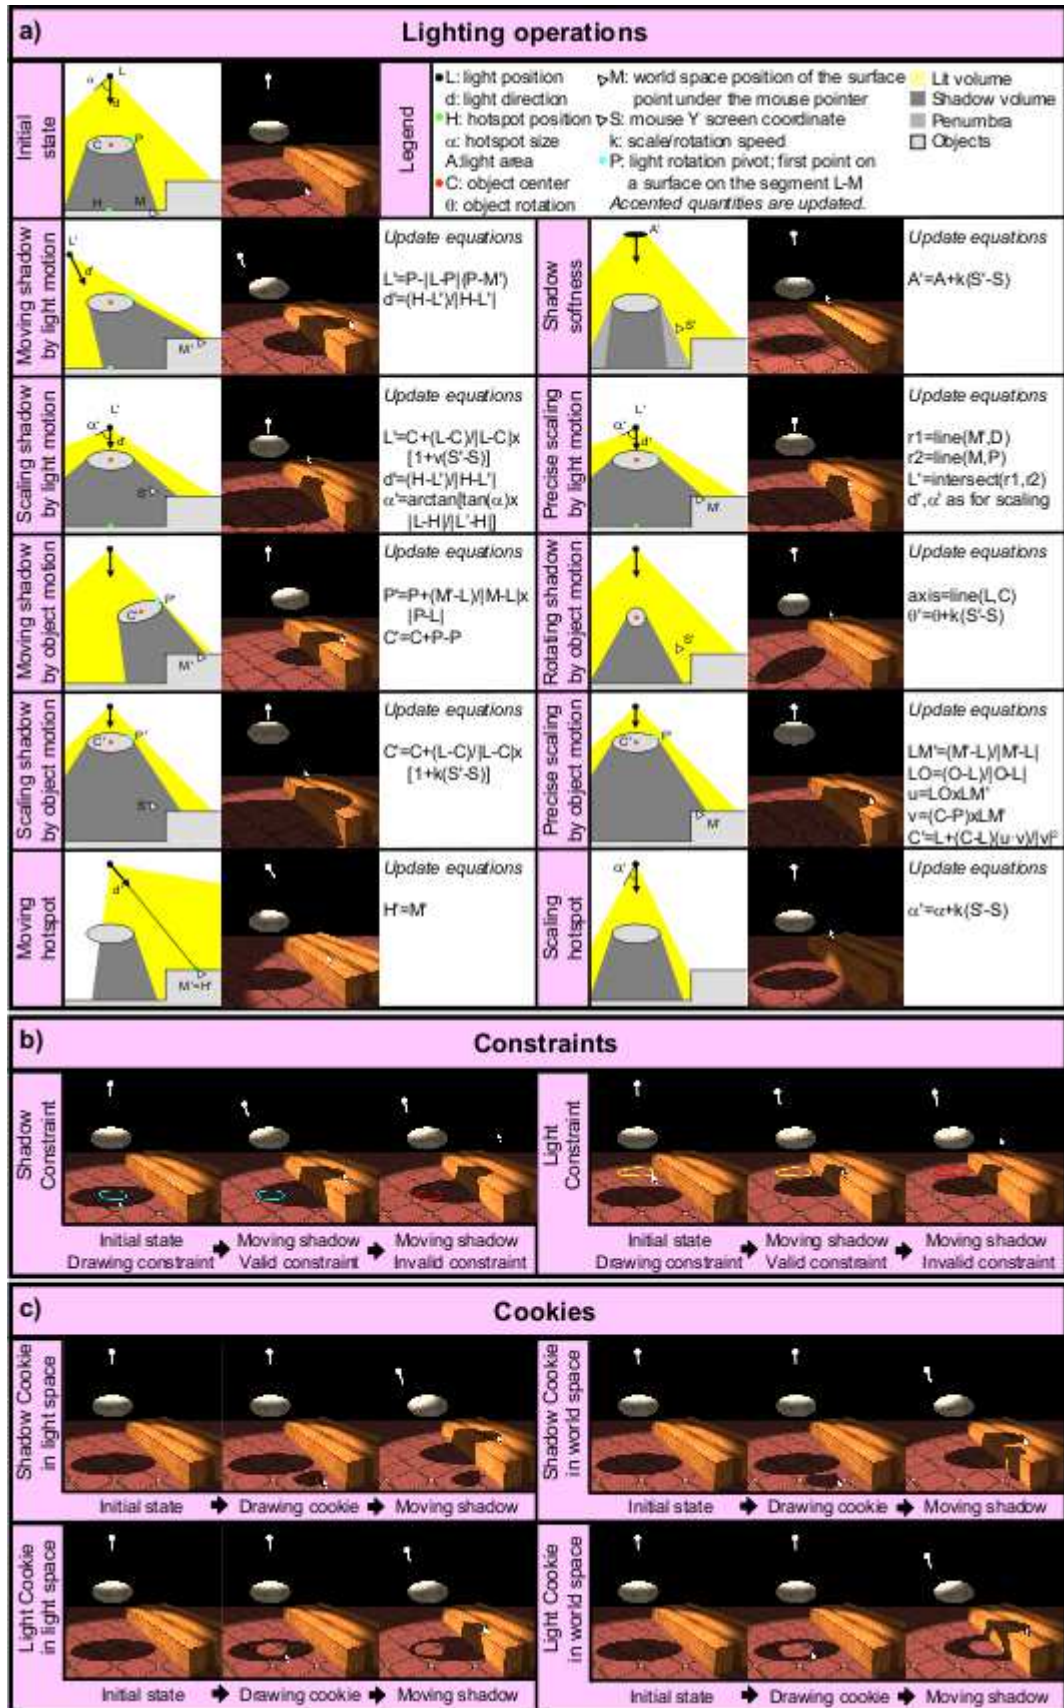 a)
Lighting operations
Initial
state
α
L
d
C
P
H
M
Legend
L: light position
d: light direction
H: hotspot position
α: hotspot size
A:light area
C: object center
θ: object rotation
M: world space position of the surface
point under the mouse pointer
S: mouse Y screen coordinate
k: scale/rotation speed
P: light rotation pivot; first point on
a surface on the segment L-M
Accented quantities are updated.
Lit volume
Shadow volume
Penumbra
Objects
Moving shadow
by light motion
L'
d'
M'
Update equations
L'=P-|L-P|(P-M')
d'=(H-L')/|H-L'|
Shadow
softness
A'
S'
Update equations
A'=A+k(S'-S)
Scaling shadow
by light motion
L'
α'
d'
S'
Update equations
L'=C+(L-C)/|L-C|x
[1+v(S'-S)]
d'=(H-L')/|H-L'|
α'=arctan[tan(α)x
|L-H|/|L'-H|]
Precise scaling
by light motion
L'
α'
d'
M'
Update equations
r1=line(M',D)
r2=line(M,P)
L'=intersect(r1,r2)
d',α' as for scaling
Moving shadow
by object motion
C'
P'
M'
Update equations
P'=P+(M'-L)/|M-L|x
|P-L|
C'=C+P-P
Rotating shadow
by object motion
S'
Update equations
axis=line(L,C)
θ'=θ+k(S'-S)
Scaling shadow
by object motion
C'
P'
S'
Update equations
C'=C+(L-C)/|L-C|x
[1+k(S'-S)]
Precise scaling
by object motion
C'
P'
M'
Update equations
LM'=(M'-L)/|M'-L|
LO=(O-L)/|O-L|
u=LOxLM'
v=(C-P)xLM'
C'=L+(C-L)(u·v)/|v|²
Moving
hotspot
d'
M'=H'
Update equations
H'=M'
Scaling
hotspot
α'
Update equations
α'=α+k(S'-S)
b)
Constraints
Shadow
Constraint
Initial state
Drawing constraint
Moving shadow
Valid constraint
Moving shadow
Invalid constraint
Light
Constraint
Initial state
Drawing constraint
Moving shadow
Valid constraint
Moving shadow
Invalid constraint
c)
Cookies
Shadow Cookie
in light space
Initial state
Drawing cookie
Moving shadow
Shadow Cookie
in world space
Initial state
Drawing cookie
Moving shadow
Light Cookie
in light space
Initial state
Drawing cookie
Moving shadow
Light Cookie
in world space
Initial state
Drawing cookie
Moving shadow